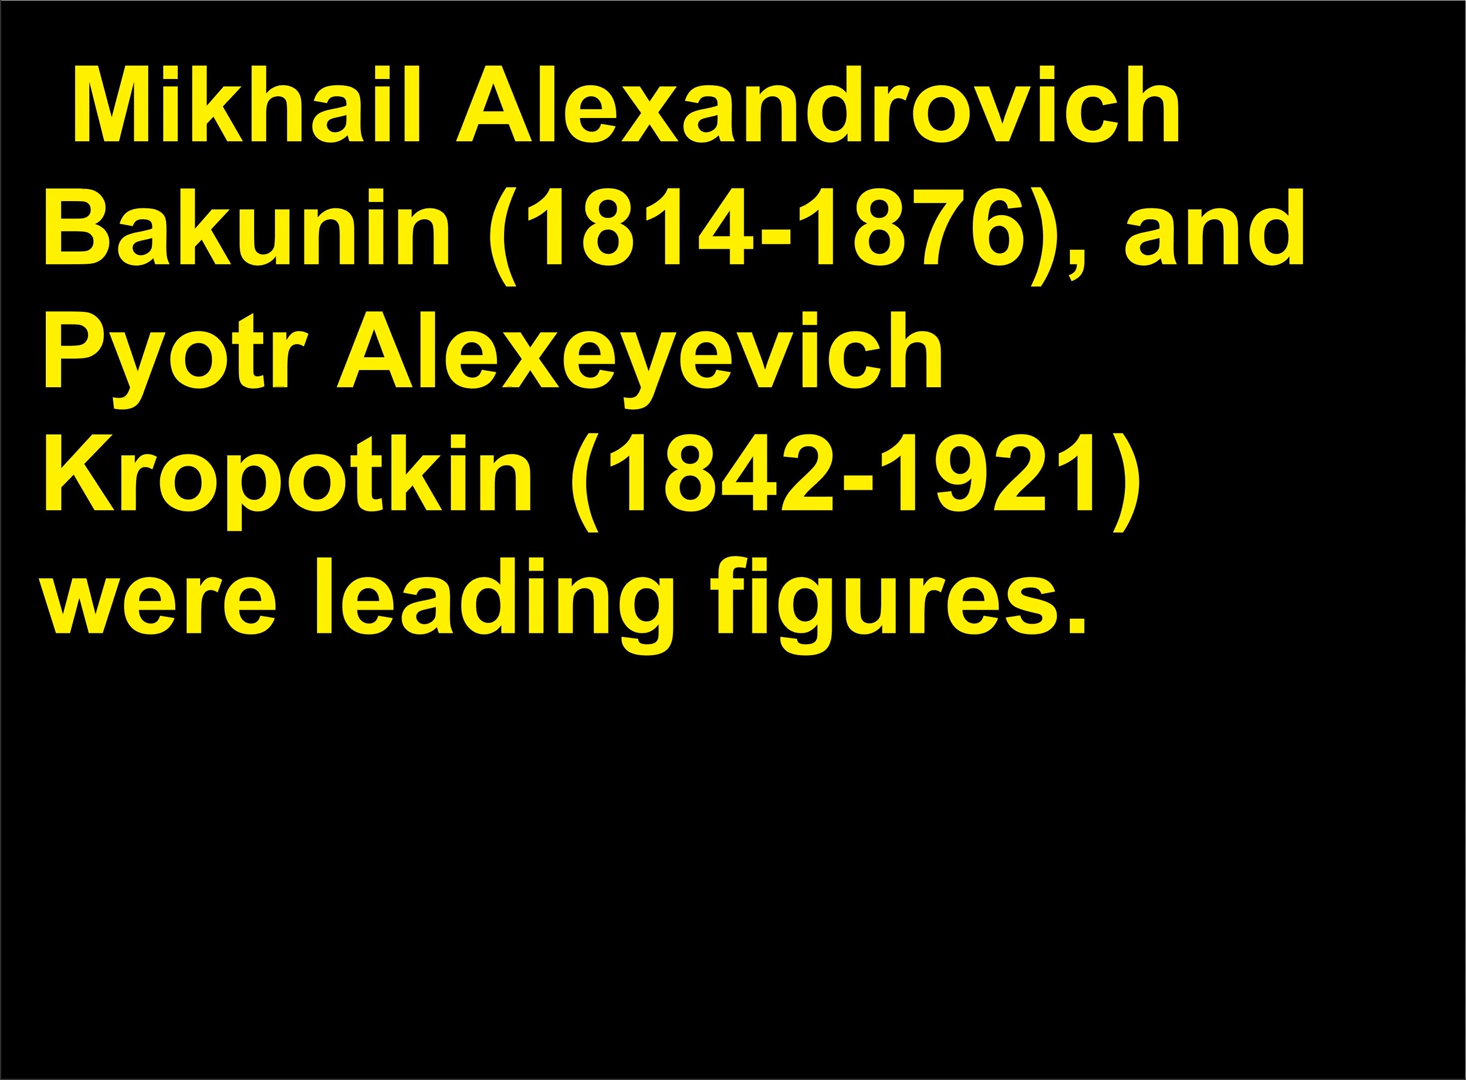 Mikhail Alexandrovich
Bakunin (1814-1876), and
Pyotr Alexeyevich
Kropotkin (1842-1921)
were leading figures.